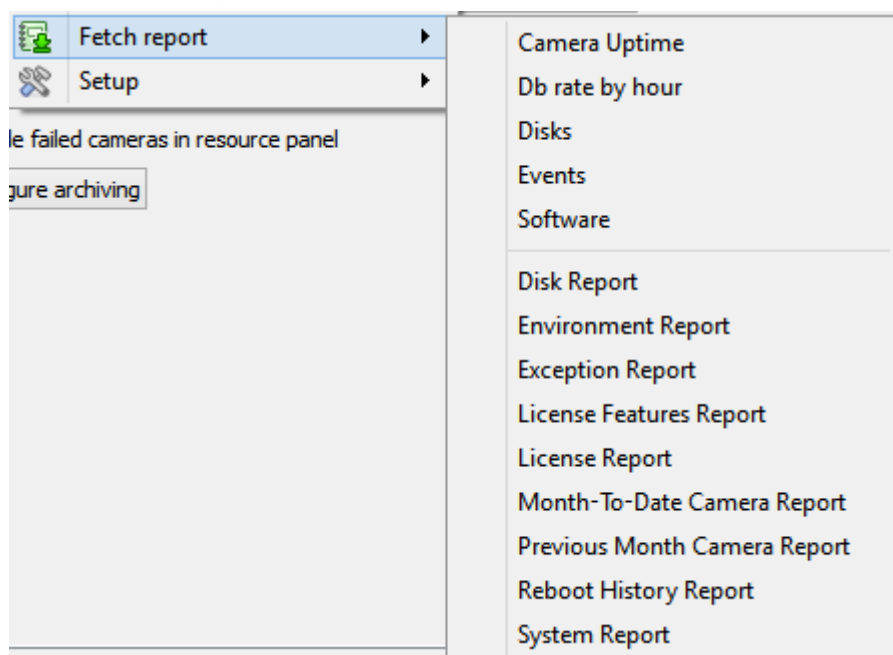 Fetch report
Setup
le failed cameras in resource panel
gure archiving
Camera Uptime
Db rate by hour
Disks
Events
Software
Disk Report
Environment Report
Exception Report
License Features Report
License Report
Month-To-Date Camera Report
Previous Month Camera Report
Reboot History Report
System Report